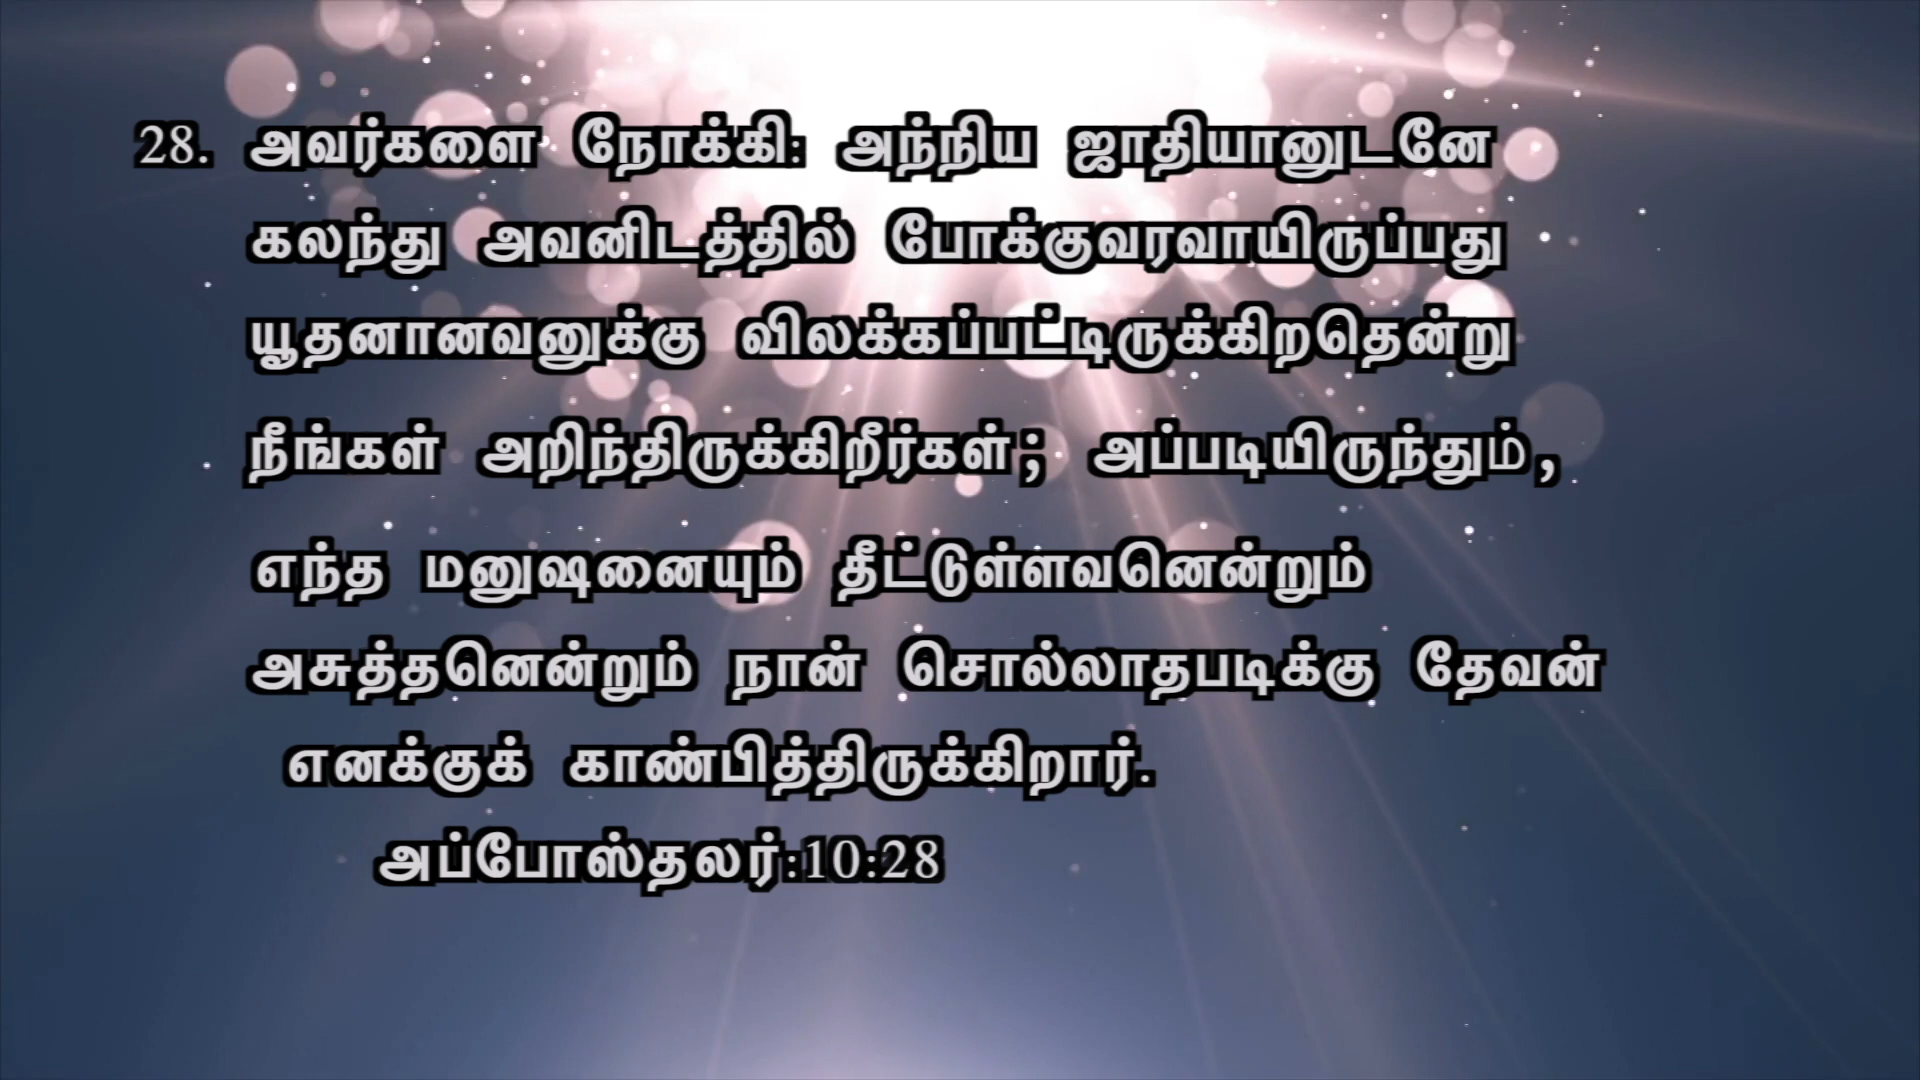 28. அவர்களை நோக்கி: அந்நிய ஜாதியானுடனே
கலந்து அவனிடத்தில் போக்குவரவாயிருப்பது
யூதனானவனுக்கு விலக்கப்பட்டிருக்கிறதென்று
நீங்கள் அறிந்திருக்கிறீர்கள்; அப்படியிருந்தும்,
எந்த மனுஷனையும் தீட்டுள்ளவனென்றும்
அசுத்தனென்றும் நான் சொல்லாதபடிக்கு தேவன்
எனக்குக் காண்பித்திருக்கிறார்.
அப்போஸ்தலர்:10:28